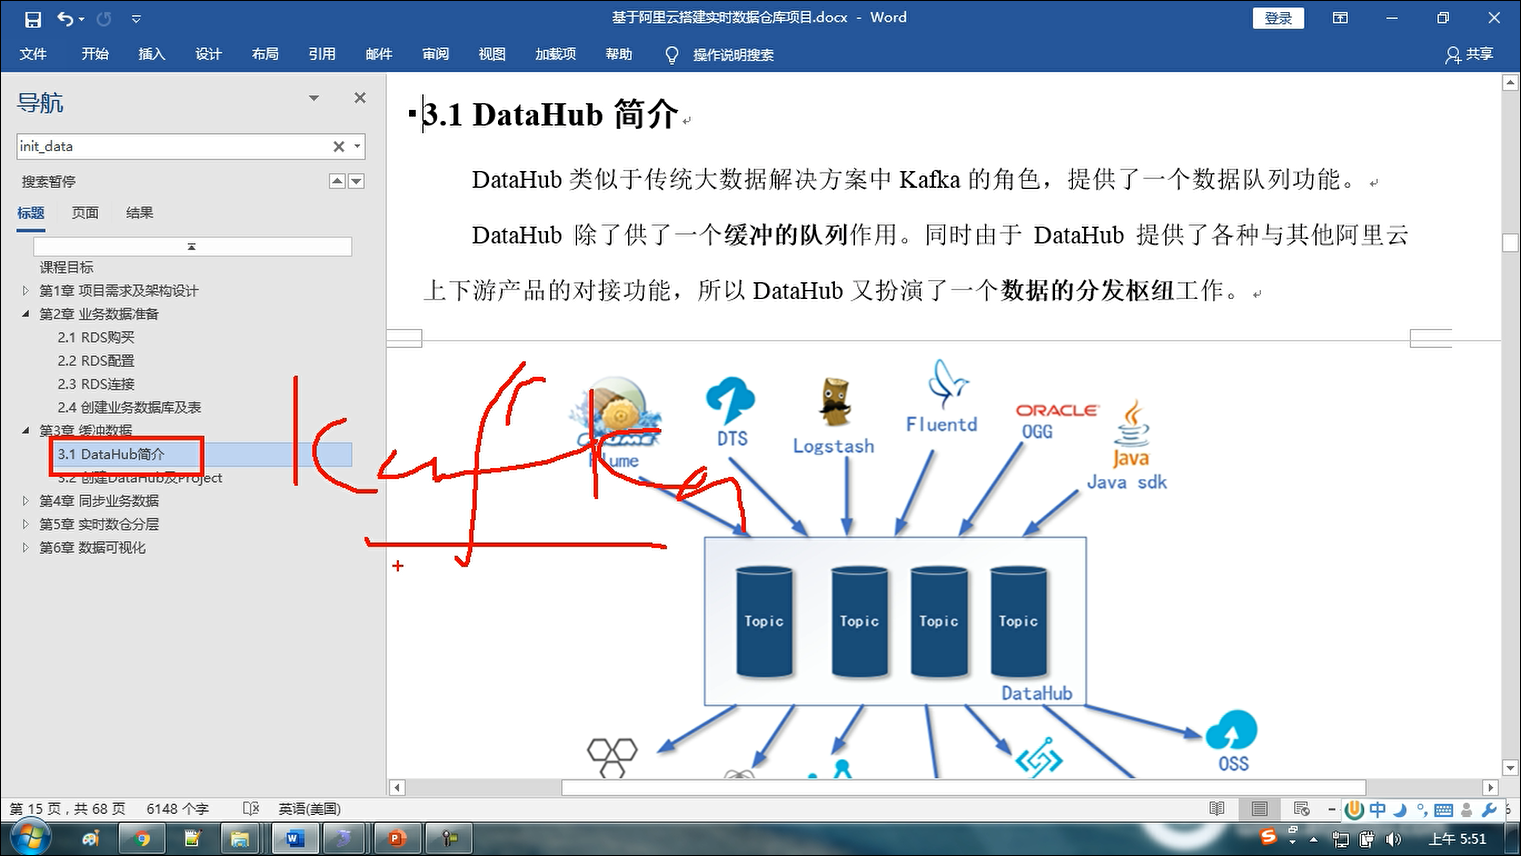 基于阿里云搭建实时数据仓库项目.docx - Word
登录
文件 开始 插入 设计 布局 引用 邮件 审阅 视图 加载项 帮助 操作说明搜索 共享
导航
init_data
搜索暂停
标题 页面 结果
课程目标
第1章 项目需求及架构设计
第2章 业务数据准备
2.1 RDS购买
2.2 RDS配置
2.3 RDS连接
2.4 创建业务数据库及表
第3章 缓冲数据
3.1 DataHub简介
3.2 创建DataHub及Project
第4章 同步业务数据
第5章 实时数仓分层
第6章 数据可视化
3.1 DataHub 简介
DataHub 类似于传统大数据解决方案中 Kafka 的角色，提供了一个数据队列功能。
DataHub 除了供了一个缓冲的队列作用。同时由于 DataHub 提供了各种与其他阿里云
上下游产品的对接功能，所以 DataHub 又扮演了一个数据的分发枢纽工作。
Kafka
DTS
Logstash
Fluentd
ORACLE
OGG
Java
Java sdk
Topic Topic Topic Topic
DataHub
OSS
第 15 页，共 68 页 6148 个字 英语(美国)
中
上午 5:51